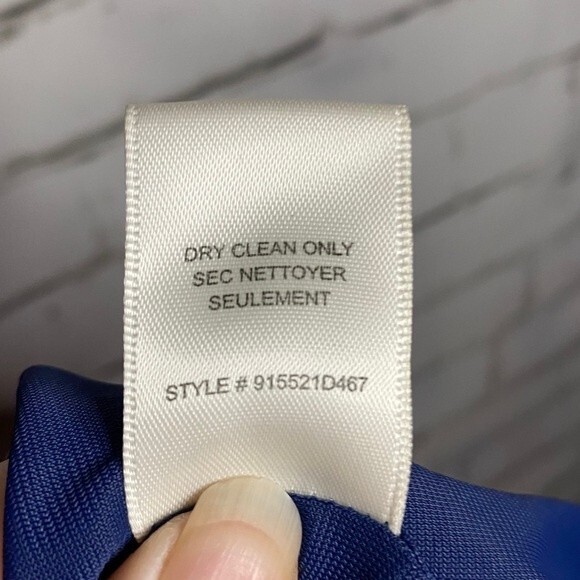 DRY CLEAN ONLY
SEC NETTOYER
SEULEMENT
STYLE # 915521D467